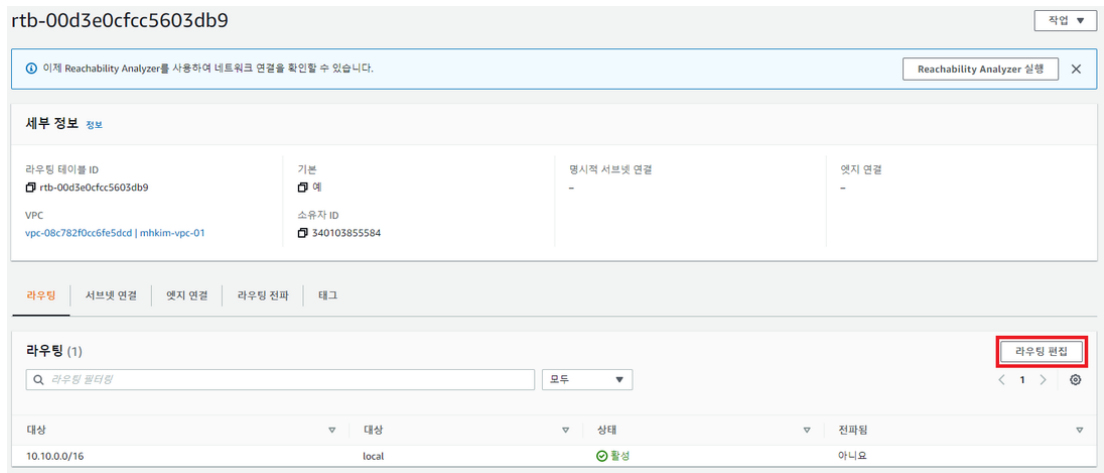 rtb-00d3e0cfcc5603db9
작업 ▼
이제 Reachability Analyzer를 사용하여 네트워크 연결을 확인할 수 있습니다.
Reachability Analyzer 실행
세부 정보 정보
라우팅 테이블 ID
rtb-00d3e0cfcc5603db9
기본
예
명시적 서브넷 연결
–
엣지 연결
–
VPC
vpc-08c782f0cc6fe5dcd | mhkim-vpc-01
소유자 ID
340103855584
라우팅 서브넷 연결 엣지 연결 라우팅 전파 태그
라우팅 (1)
라우팅 편집
라우팅 필터링
모두
1
대상 대상 상태 전파됨
10.10.0.0/16 local 활성 아니요